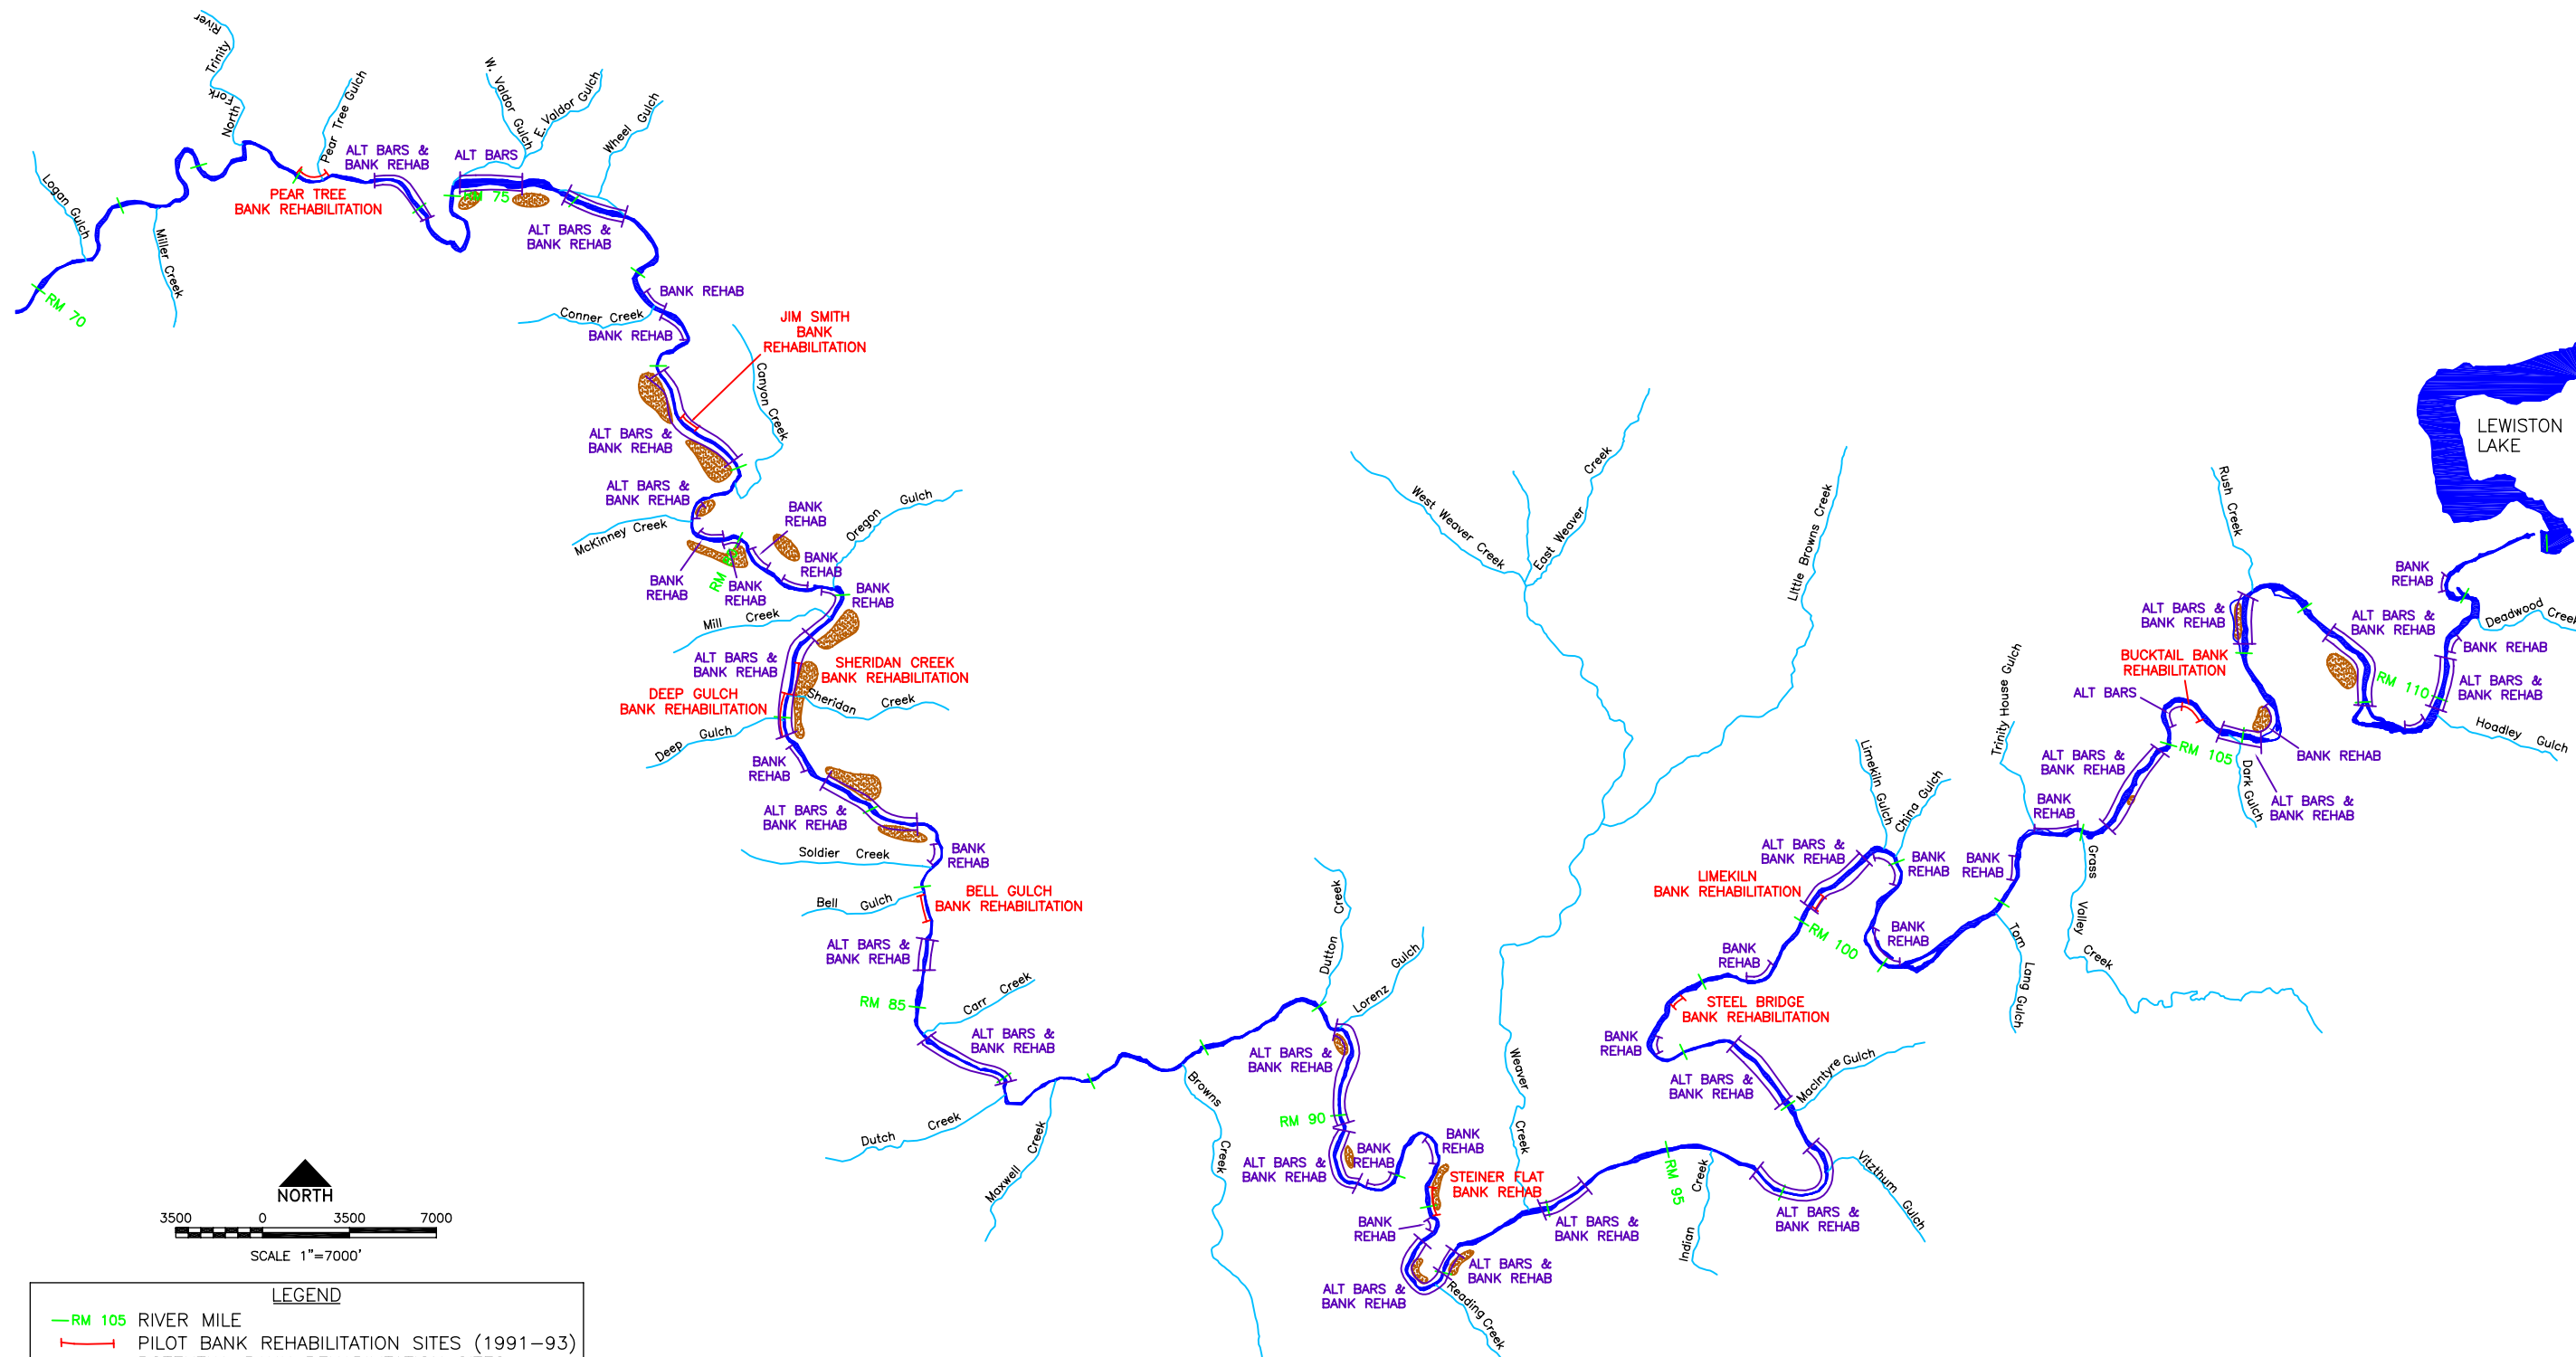 North
Fork
Trinity
River
Pear Tree Gulch
Logan Gulch
Miller Creek
RM 70
PEAR TREE
BANK REHABILITATION
ALT BARS &
BANK REHAB
ALT BARS
W. Valdor
Gulch
E. Valdor Gulch
Wheel Gulch
RM 75
ALT BARS &
BANK REHAB
BANK REHAB
Conner Creek
BANK REHAB
JIM SMITH
BANK
REHABILITATION
Canyon Creek
ALT BARS &
BANK REHAB
ALT BARS &
BANK REHAB
McKinney Creek
BANK
REHAB
Oregon Gulch
BANK
REHAB
RM
BANK
REHAB
BANK
REHAB
BANK
REHAB
Mill Creek
ALT BARS &
BANK REHAB
SHERIDAN CREEK
BANK REHABILITATION
DEEP GULCH
BANK REHABILITATION
Sheridan Creek
Deep Gulch
BANK
REHAB
ALT BARS &
BANK REHAB
Soldier Creek
BANK
REHAB
BELL GULCH
BANK REHABILITATION
Bell Gulch
ALT BARS &
BANK REHAB
RM 85
Carr Creek
ALT BARS &
BANK REHAB
Dutch Creek
Maxwell Creek
Browns
Creek
Dutton Creek
Lorenz Gulch
ALT BARS &
BANK REHAB
RM 90
ALT BARS &
BANK REHAB
BANK
REHAB
BANK
REHAB
STEINER FLAT
BANK REHAB
BANK
REHAB
ALT BARS &
BANK REHAB
ALT BARS &
BANK REHAB
Reading Creek
West Weaver Creek
East Weaver Creek
Little Browns Creek
Weaver
Creek
ALT BARS &
BANK REHAB
RM 95
Indian Creek
ALT BARS &
BANK REHAB
Vitzthum Gulch
MacIntyre Gulch
ALT BARS &
BANK REHAB
BANK
REHAB
STEEL BRIDGE
BANK REHABILITATION
BANK
REHAB
RM 100
LIMEKILN
BANK REHABILITATION
ALT BARS &
BANK REHAB
Limekiln Gulch
China Gulch
BANK
REHAB
BANK
REHAB
Tom
Lang Gulch
BANK
REHAB
Trinity House Gulch
BANK
REHAB
Grass
Valley
Creek
ALT BARS &
BANK REHAB
RM 105
ALT BARS
BUCKTAIL BANK
REHABILITATION
Dark Gulch
ALT BARS &
BANK REHAB
BANK REHAB
ALT BARS &
BANK REHAB
Rush Creek
ALT BARS &
BANK REHAB
RM 110
Hoadley Gulch
ALT BARS &
BANK REHAB
BANK REHAB
Deadwood Creek
BANK
REHAB
LEWISTON
LAKE
NORTH
3500 0 3500 7000
SCALE 1"=7000'
LEGEND
RM 105 RIVER MILE
PILOT BANK REHABILITATION SITES (1991-93)